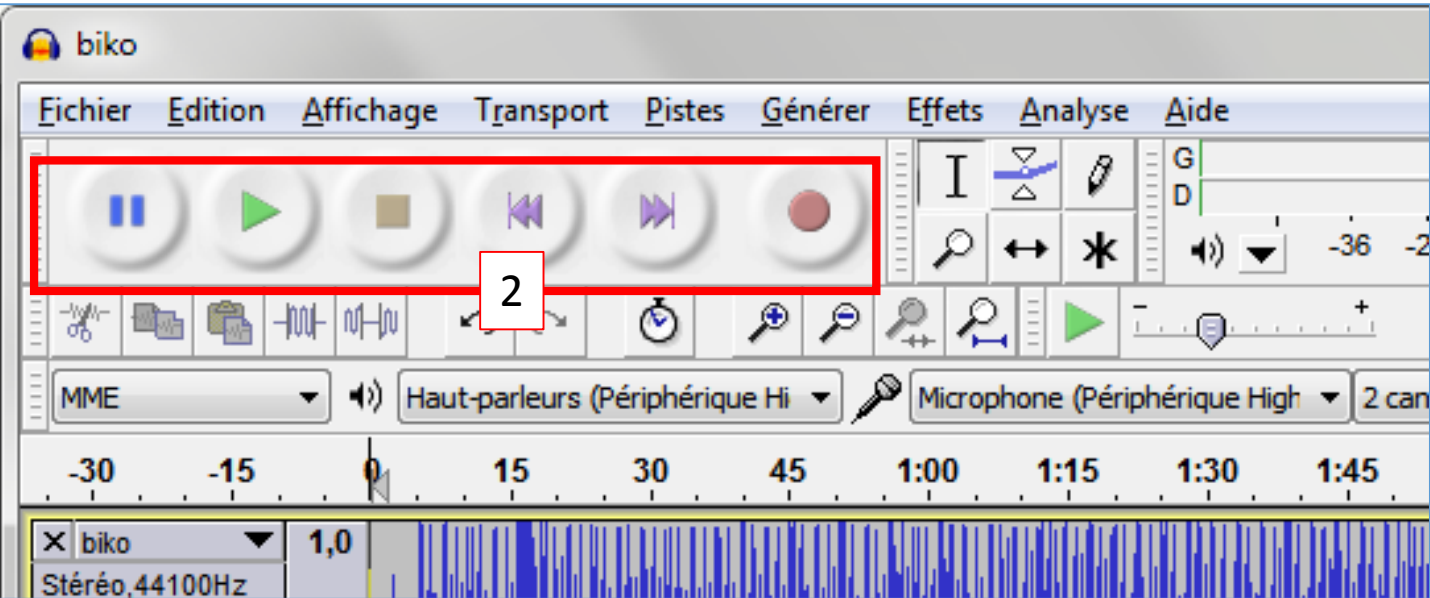 biko
Fichier Edition Affichage Transport Pistes Générer Effets Analyse Aide
G
D
-36 -2
2
- +
MME Haut-parleurs (Périphérique Hi Microphone (Périphérique High 2 can
-30 -15 0 15 30 45 1:00 1:15 1:30 1:45
biko 1,0
Stéréo,44100Hz